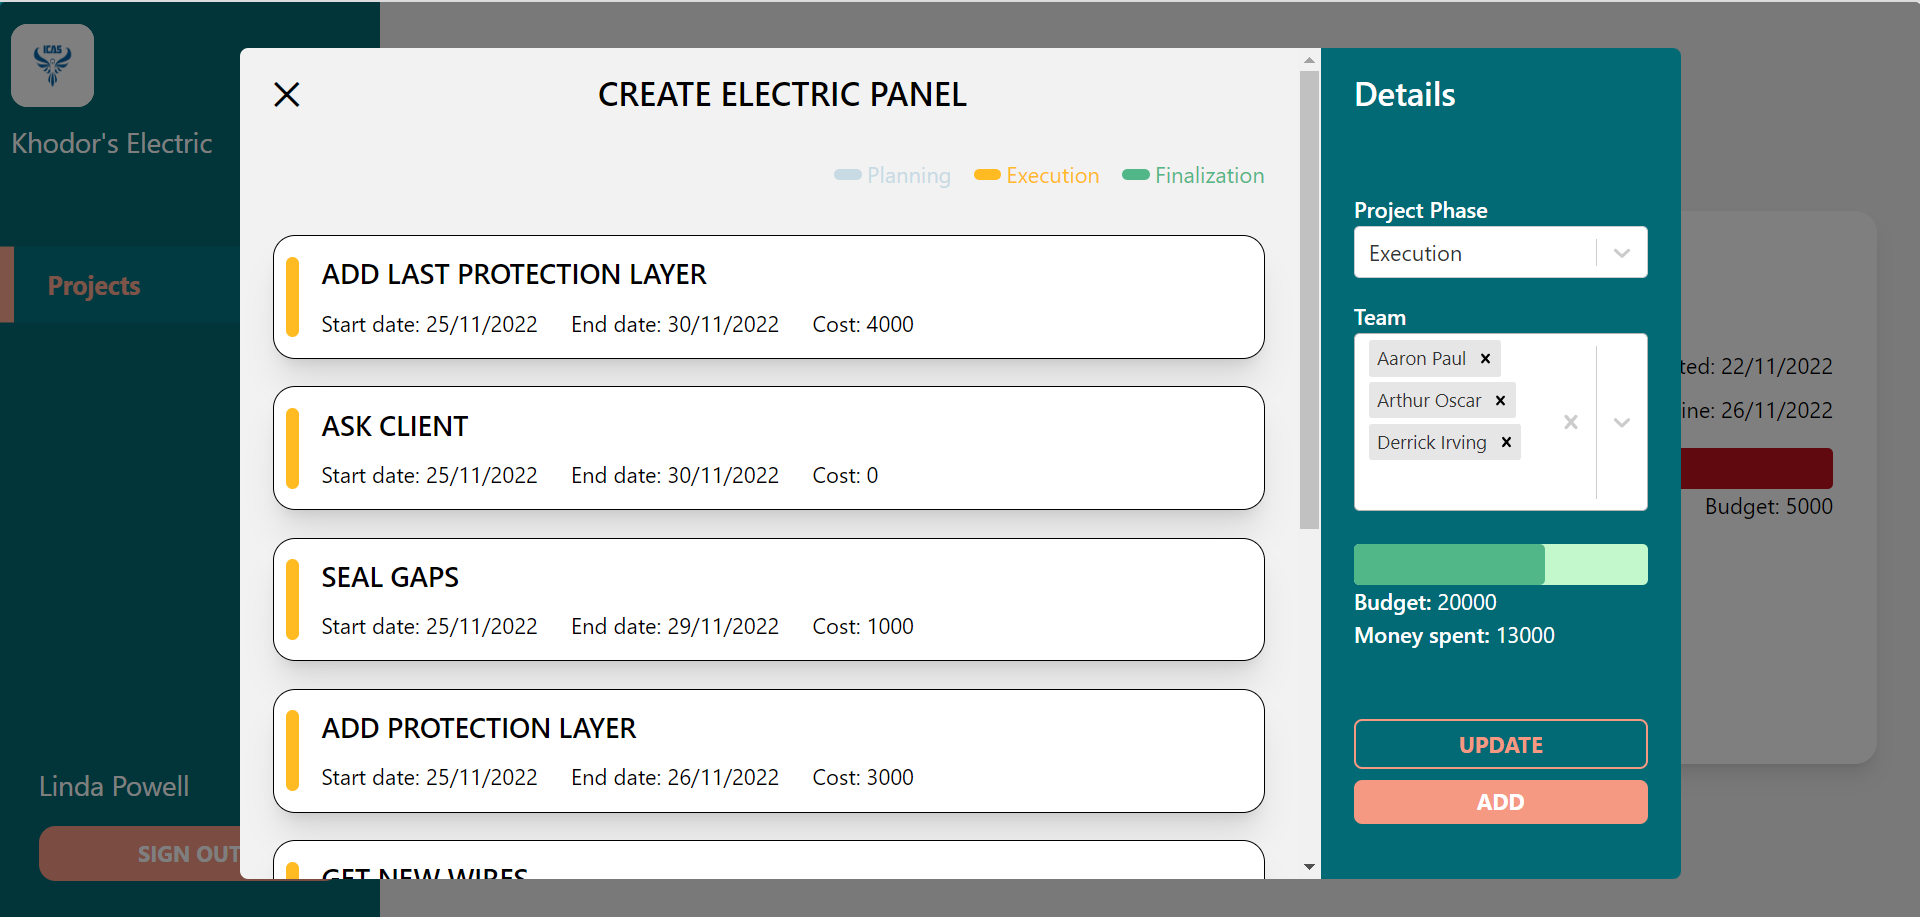 ICAS
Khodor's Electric
Projects
Linda Powell
SIGN OUT
CREATE ELECTRIC PANEL
Planning Execution Finalization
ADD LAST PROTECTION LAYER
Start date: 25/11/2022 End date: 30/11/2022 Cost: 4000
ASK CLIENT
Start date: 25/11/2022 End date: 30/11/2022 Cost: 0
SEAL GAPS
Start date: 25/11/2022 End date: 29/11/2022 Cost: 1000
ADD PROTECTION LAYER
Start date: 25/11/2022 End date: 26/11/2022 Cost: 3000
GET NEW WIRES
Details
Project Phase
Execution
Team
Aaron Paul
Arthur Oscar
Derrick Irving
Budget: 20000
Money spent: 13000
UPDATE
ADD
ted: 22/11/2022
ine: 26/11/2022
Budget: 5000